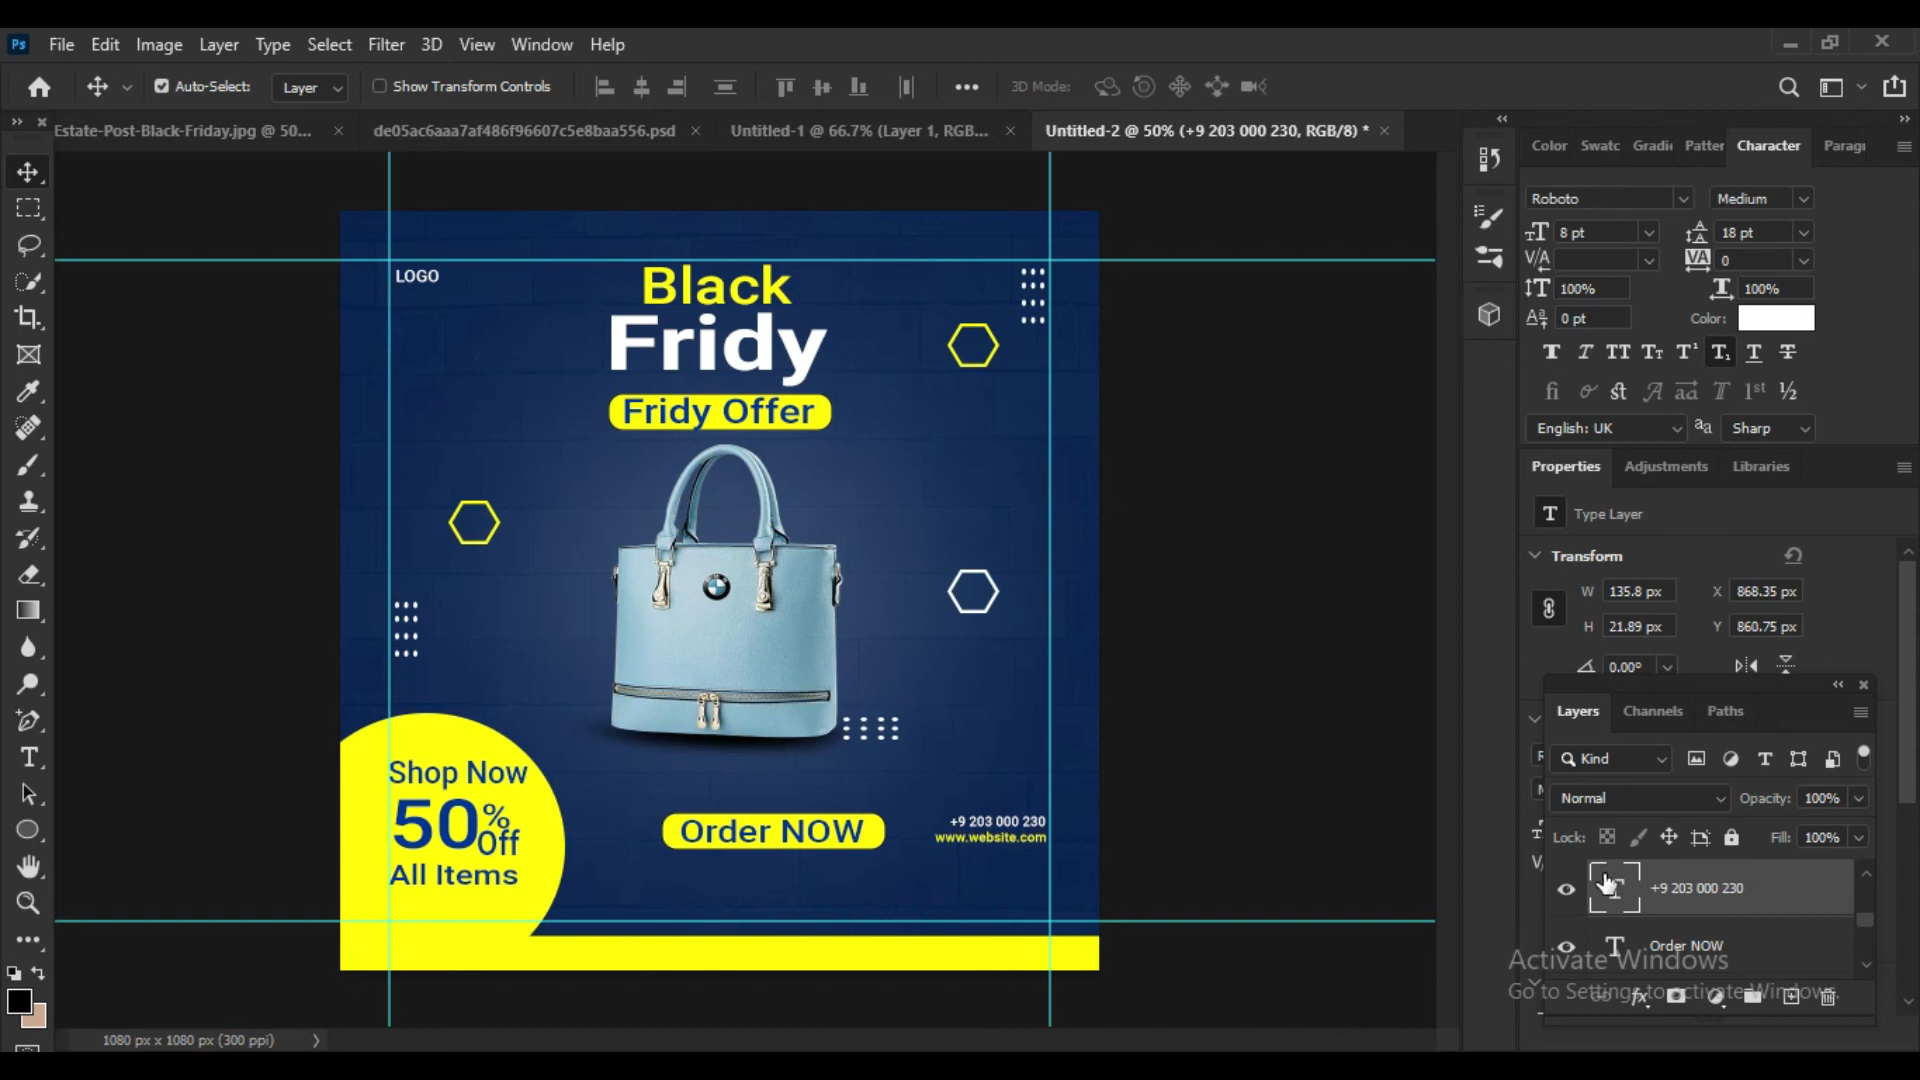 Ps File Edit Image Layer Type Select Filter 3D View Window Help
Auto-Select: Layer Show Transform Controls 3D Mode:
Estate-Post-Black-Friday.jpg @ 50... de05ac6aaa7af486f96607c5e8baa556.psd Untitled-1 @ 66.7% (Layer 1, RGB... Untitled-2 @ 50% (+9 203 000 230, RGB/8) *
Color Swatc Gradie Patter Character Paragr
Roboto Medium
8 pt 18 pt
0
100% 100%
0 pt Color:
English: UK Sharp
Properties Adjustments Libraries
Type Layer
Transform
W 135.8 px X 868.35 px
H 21.89 px Y 860.75 px
0.00°
Layers Channels Paths
Kind
Normal Opacity: 100%
Lock: Fill: 100%
+9 203 000 230
Order NOW
Activate Windows
Go to Settings to activate Windows.
LOGO
Black
Fridy
Fridy Offer
Shop Now
50%
Off
All Items
Order NOW
+9 203 000 230
www.website.com
1080 px x 1080 px (300 ppi)